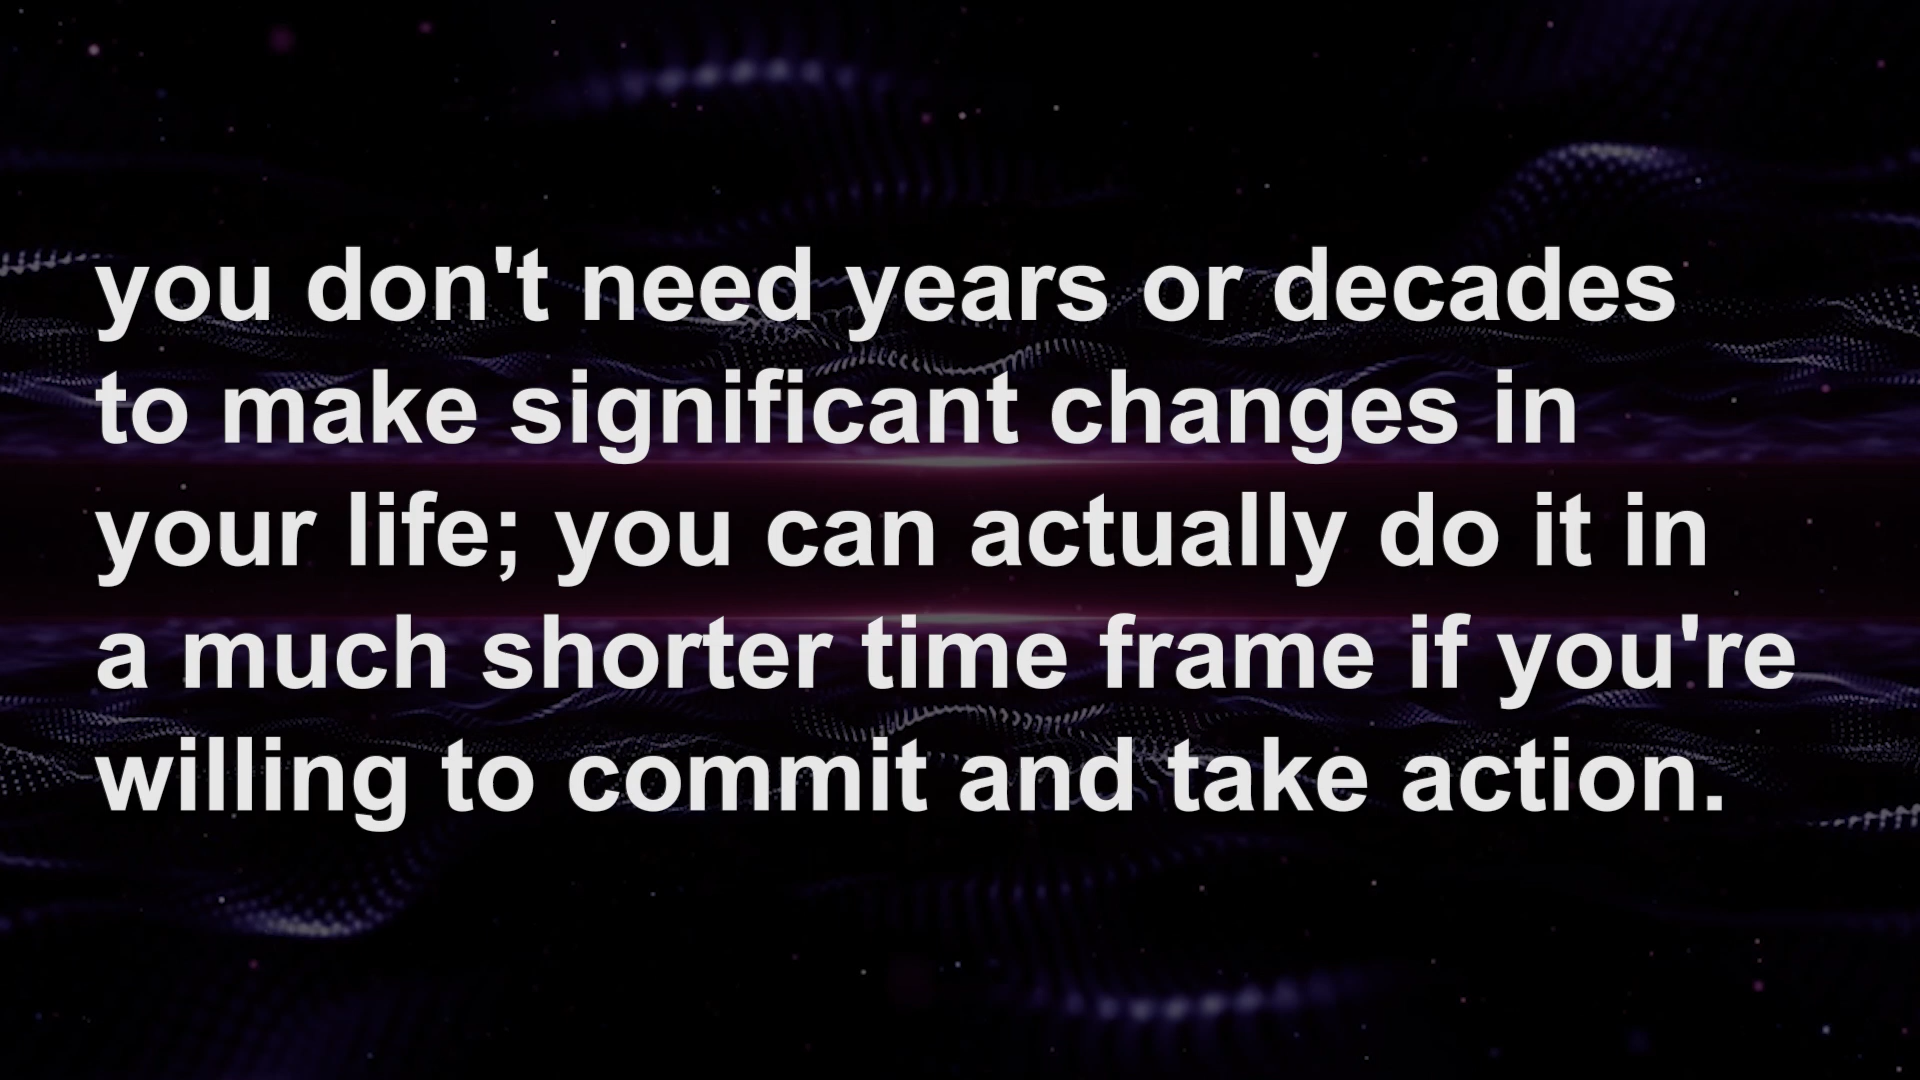 you don't need years or decades
to make significant changes in
your life; you can actually do it in
a much shorter time frame if you're
willing to commit and take action.